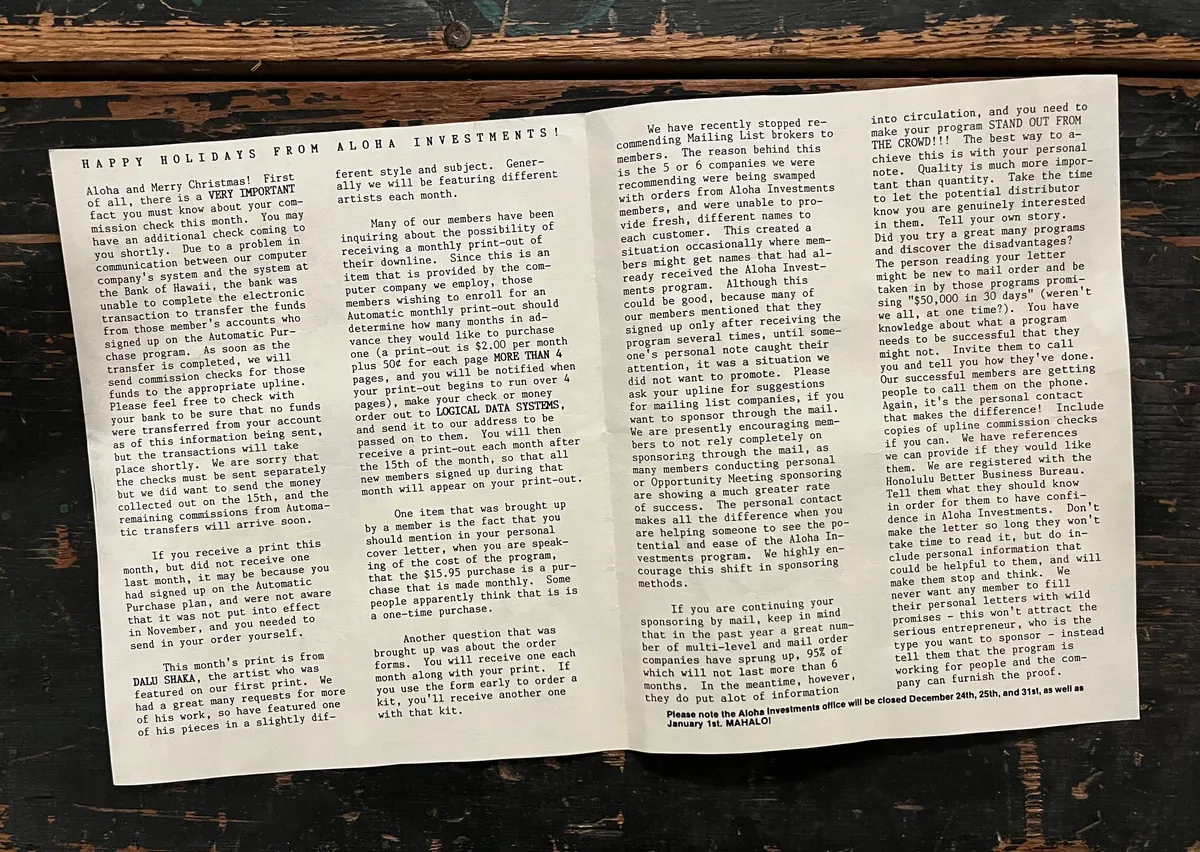 HAPPY HOLIDAYS FROM ALOHA INVESTMENTS!
Aloha and Merry Christmas! First
of all, there is a VERY IMPORTANT
fact you must know about your com-
mission check this month. You may
have an additional check coming to
you shortly. Due to a problem in
communication between our computer
company's system and the system at
the Bank of Hawaii, the bank was
unable to complete the electronic
transaction to transfer the funds
from those member's accounts who
signed up on the Automatic Pur-
chase program. As soon as the
transfer is completed, we will
send commission checks for those
funds to the appropriate upline.
Please feel free to check with
your bank to be sure that no funds
were transferred from your account
as of this information being sent,
but the transactions will take
place shortly. We are sorry that
the checks must be sent separately
but we did want to send the money
collected out on the 15th, and the
remaining commissions from Automa-
tic transfers will arrive soon.
If you receive a print this
month, but did not receive one
last month, it may be because you
had signed up on the Automatic
Purchase plan, and were not aware
that it was not put into effect
in November, and you needed to
send in your order yourself.
This month's print is from
DALU SHAKA, the artist who was
featured on our first print. We
had a great many requests for more
of his work, so have featured one
of his pieces in a slightly dif-
ferent style and subject. Gener-
ally we will be featuring different
artists each month.
Many of our members have been
inquiring about the possibility of
receiving a monthly print-out of
their downline. Since this is an
item that is provided by the com-
puter company we employ, those
members wishing to enroll for an
Automatic monthly print-out should
determine how many months in ad-
vance they would like to purchase
one (a print-out is $2.00 per month
plus 50¢ for each page MORE THAN 4
pages, and you will be notified when
your print-out begins to run over 4
pages), make your check or money
order out to LOGICAL DATA SYSTEMS,
and send it to our address to be
passed on to them. You will then
receive a print-out each month after
the 15th of the month, so that all
new members signed up during that
month will appear on your print-out.
One item that was brought up
by a member is the fact that you
should mention in your personal
cover letter, when you are speak-
ing of the cost of the program,
that the $15.95 purchase is a pur-
chase that is made monthly. Some
people apparently think that is is
a one-time purchase.
Another question that was
brought up was about the order
forms. You will receive one each
month along with your print. If
you use the form early to order a
kit, you'll receive another one
with that kit.
We have recently stopped re-
commending Mailing List brokers to
members. The reason behind this
is the 5 or 6 companies we were
recommending were being swamped
with orders from Aloha Investments
members, and were unable to pro-
vide fresh, different names to
each customer. This created a
situation occasionally where mem-
bers might get names that had al-
ready received the Aloha Invest-
ments program. Although this
could be good, because many of
our members mentioned that they
signed up only after receiving the
program several times, until some-
one's personal note caught their
attention, it was a situation we
did not want to promote. Please
ask your upline for suggestions
for mailing list companies, if you
want to sponsor through the mail.
We are presently encouraging mem-
bers to not rely completely on
sponsoring through the mail, as
many members conducting personal
or Opportunity Meeting sponsoring
are showing a much greater rate
of success. The personal contact
makes all the difference when you
are helping someone to see the po-
tential and ease of the Aloha In-
vestments program. We highly en-
courage this shift in sponsoring
methods.
If you are continuing your
sponsoring by mail, keep in mind
that in the past year a great num-
ber of multi-level and mail order
companies have sprung up, 95% of
which will not last more than 6
months. In the meantime, however,
they do put alot of information
into circulation, and you need to
make your program STAND OUT FROM
THE CROWD!!! The best way to a-
chieve this is with your personal
note. Quality is much more impor-
tant than quantity. Take the time
to let the potential distributor
know you are genuinely interested
in them. Tell your own story.
Did you try a great many programs
and discover the disadvantages?
The person reading your letter
might be new to mail order and be
taken in by those programs promi-
sing "$50,000 in 30 days" (weren't
we all, at one time?). You have
knowledge about what a program
needs to be successful that they
might not. Invite them to call
you and tell you how they've done.
Our successful members are getting
people to call them on the phone.
Again, it's the personal contact
that makes the difference! Include
copies of upline commission checks
if you can. We have references
we can provide if they would like
them. We are registered with the
Honolulu Better Business Bureau.
Tell them what they should know
in order for them to have confi-
dence in Aloha Investments. Don't
make the letter so long they won't
take time to read it, but do in-
clude personal information that
could be helpful to them, and will
make them stop and think. We
never want any member to fill
their personal letters with wild
promises - this won't attract the
serious entrepreneur, who is the
type you want to sponsor - instead
tell them that the program is
working for people and the com-
pany can furnish the proof.
Please note the Aloha Investments office will be closed December 24th, 25th, and 31st, as well as
January 1st. MAHALO!